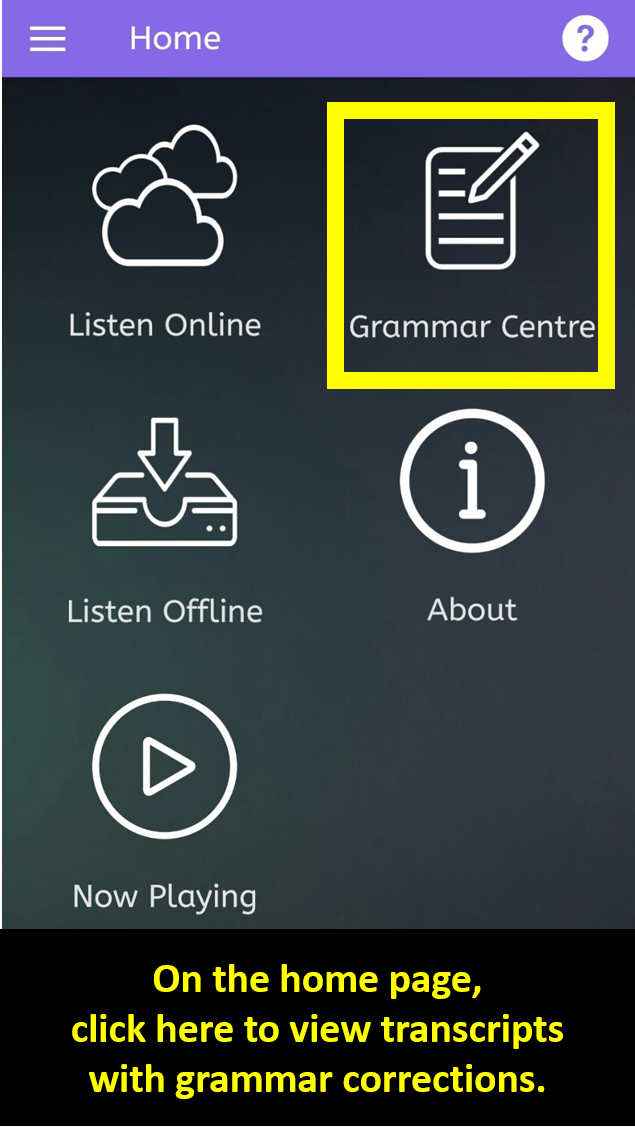 Home
?
Listen Online
Grammar Centre
Listen Offline
About
Now Playing
On the home page,
click here to view transcripts
with grammar corrections.